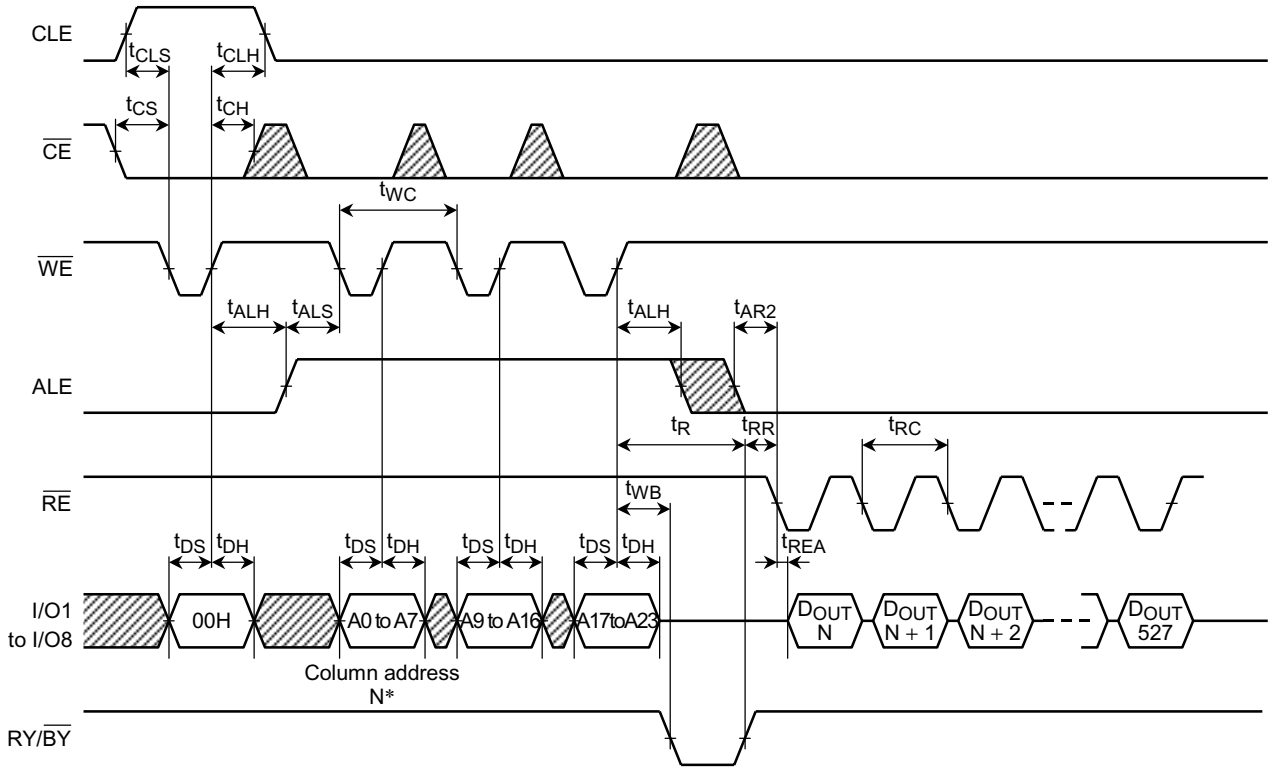 CLE
tCLS
tCLH
tCS
tCH
CE
tWC
WE
tALH
tALS
tALH
tAR2
ALE
tR
tRR
tRC
RE
tWB
tDS
tDH
tDS
tDH
tDS
tDH
tDS
tDH
tREA
I/O1
to I/O8
00H
A0 to A7
A9 to A16
A17toA23
DOUT
N
DOUT
N + 1
DOUT
N + 2
DOUT
527
Column address
N*
RY/BY